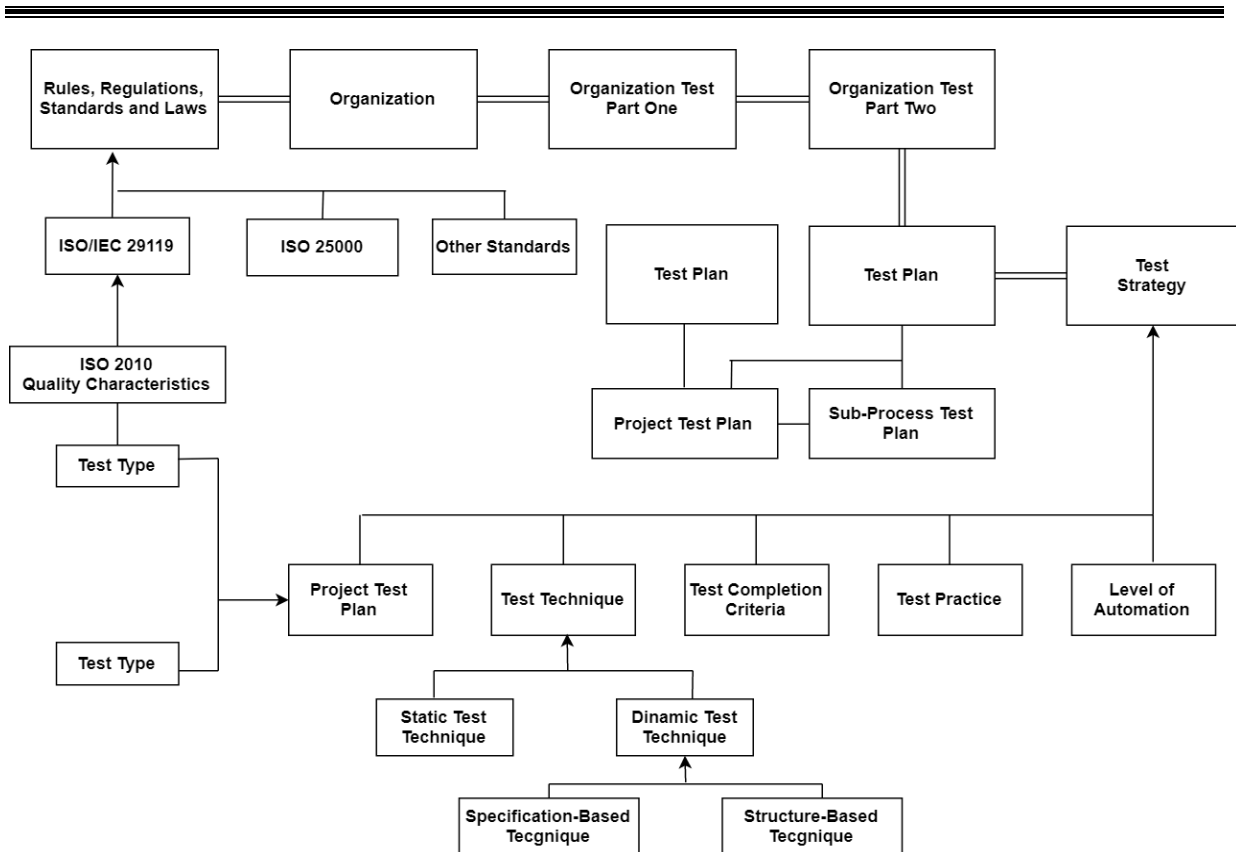 Rules, Regulations,
Standards and Laws
Organization
Organization Test
Part One
Organization Test
Part Two
ISO/IEC 29119
ISO 25000
Other Standards
Test Plan
Test Plan
Test
Strategy
ISO 2010
Quality Characteristics
Project Test Plan
Sub-Process Test
Plan
Test Type
Project Test
Plan
Test Technique
Test Completion
Criteria
Test Practice
Level of
Automation
Test Type
Static Test
Technique
Dinamic Test
Technique
Specification-Based
Tecgnique
Structure-Based
Tecgnique